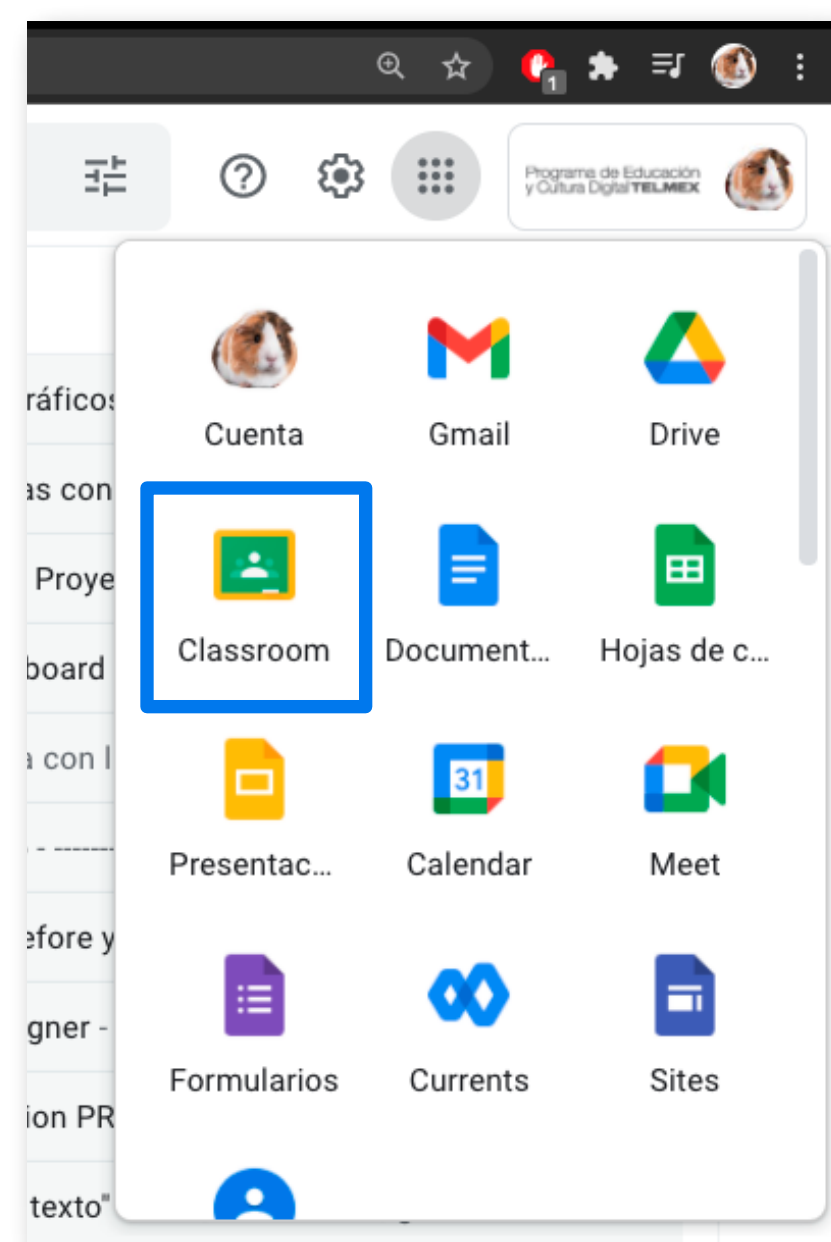 1
Programa de Educación
y Cultura Digital TELMEX
Cuenta Gmail Drive
ráficos
as con
Proye
Classroom Document... Hojas de c...
board
31
a con l
- --------
Presentac... Calendar Meet
efore y
gner -
Formularios Currents Sites
ion PR
texto"